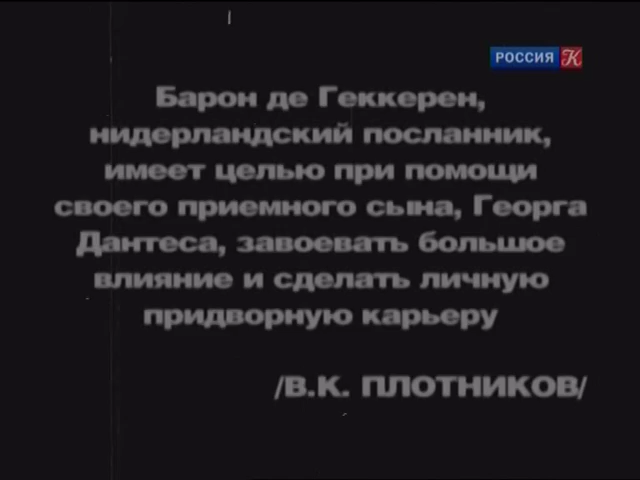 РОССИЯ К
Барон де Геккерен,
нидерландский посланник,
имеет целью при помощи
своего приемного сына, Георга
Дантеса, завоевать большое
влияние и сделать личную
придворную карьеру
/В.К. ПЛОТНИКОВ/